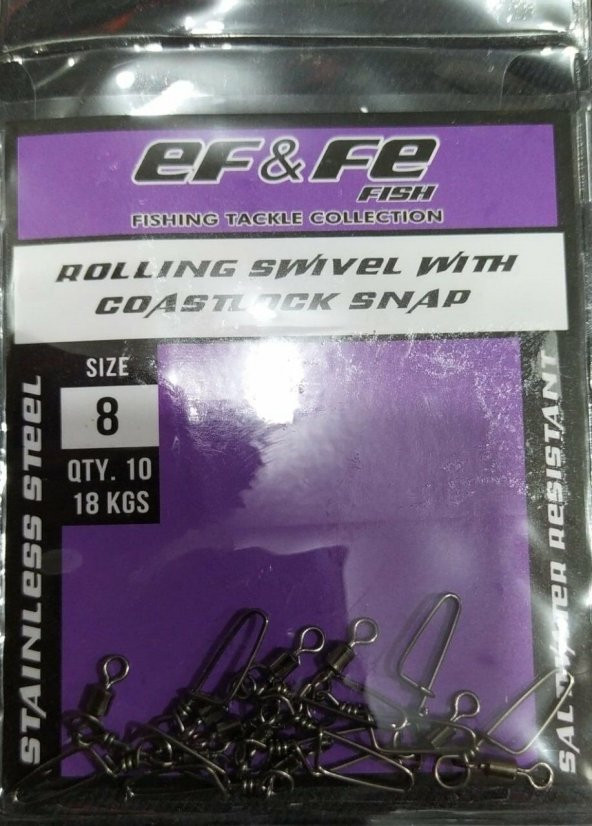 EF&FE
FISH
FISHING TACKLE COLLECTION
ROLLING SWIVEL WITH
COASTLOCK SNAP
SIZE
8
QTY. 10
18 KGS
STAINLESS STEEL
SALTWATER RESISTANT